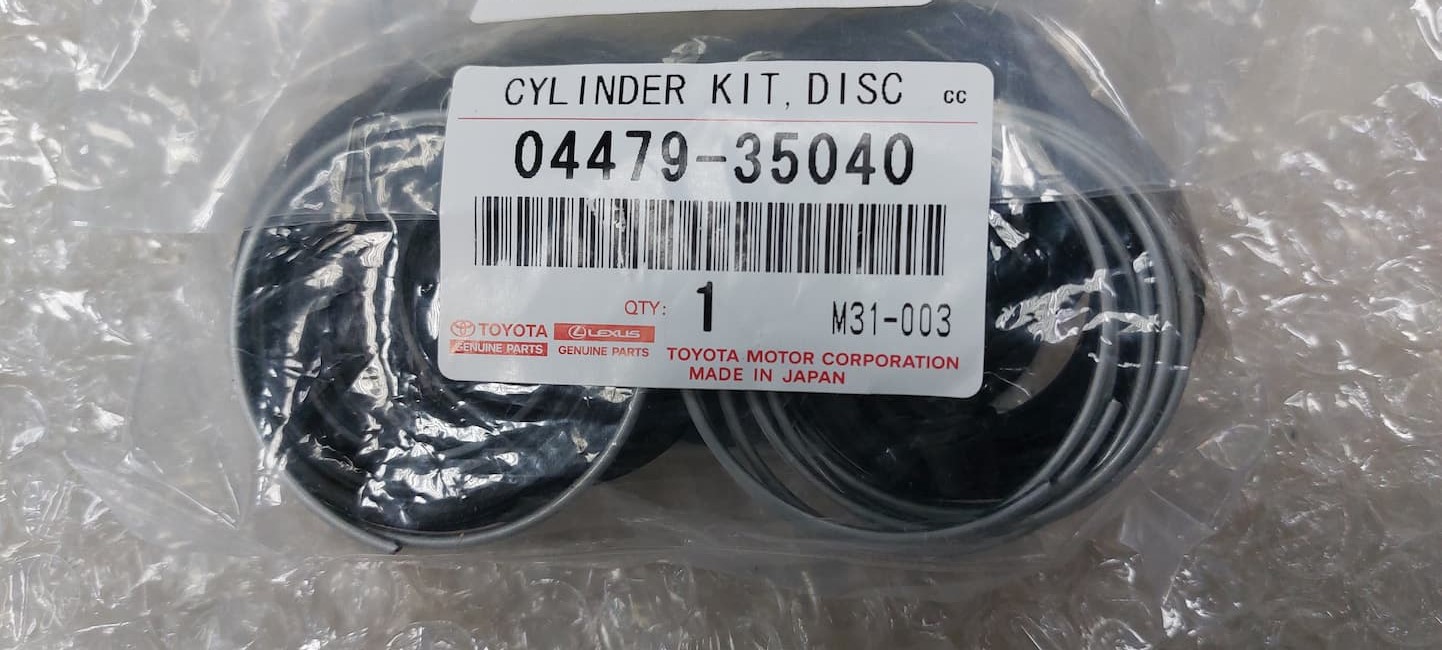 CYLINDER KIT, DISC CC
04479-35040
QTY: 1 M31-003
TOYOTA LEXUS
GENUINE PARTS GENUINE PARTS
TOYOTA MOTOR CORPORATION
MADE IN JAPAN